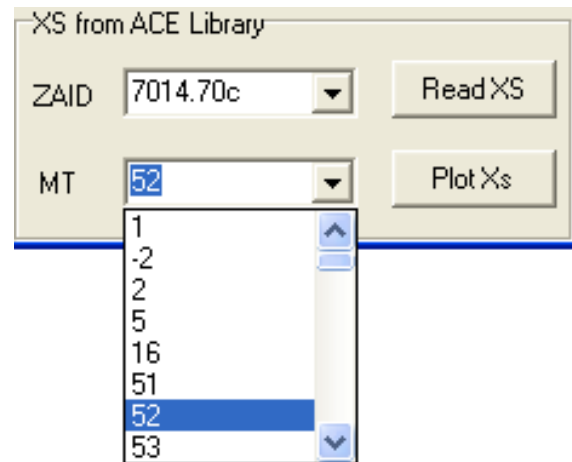 XS from ACE Library
ZAID 7014.70c Read XS
MT 52 Plot Xs
1
-2
2
5
16
51
52
53